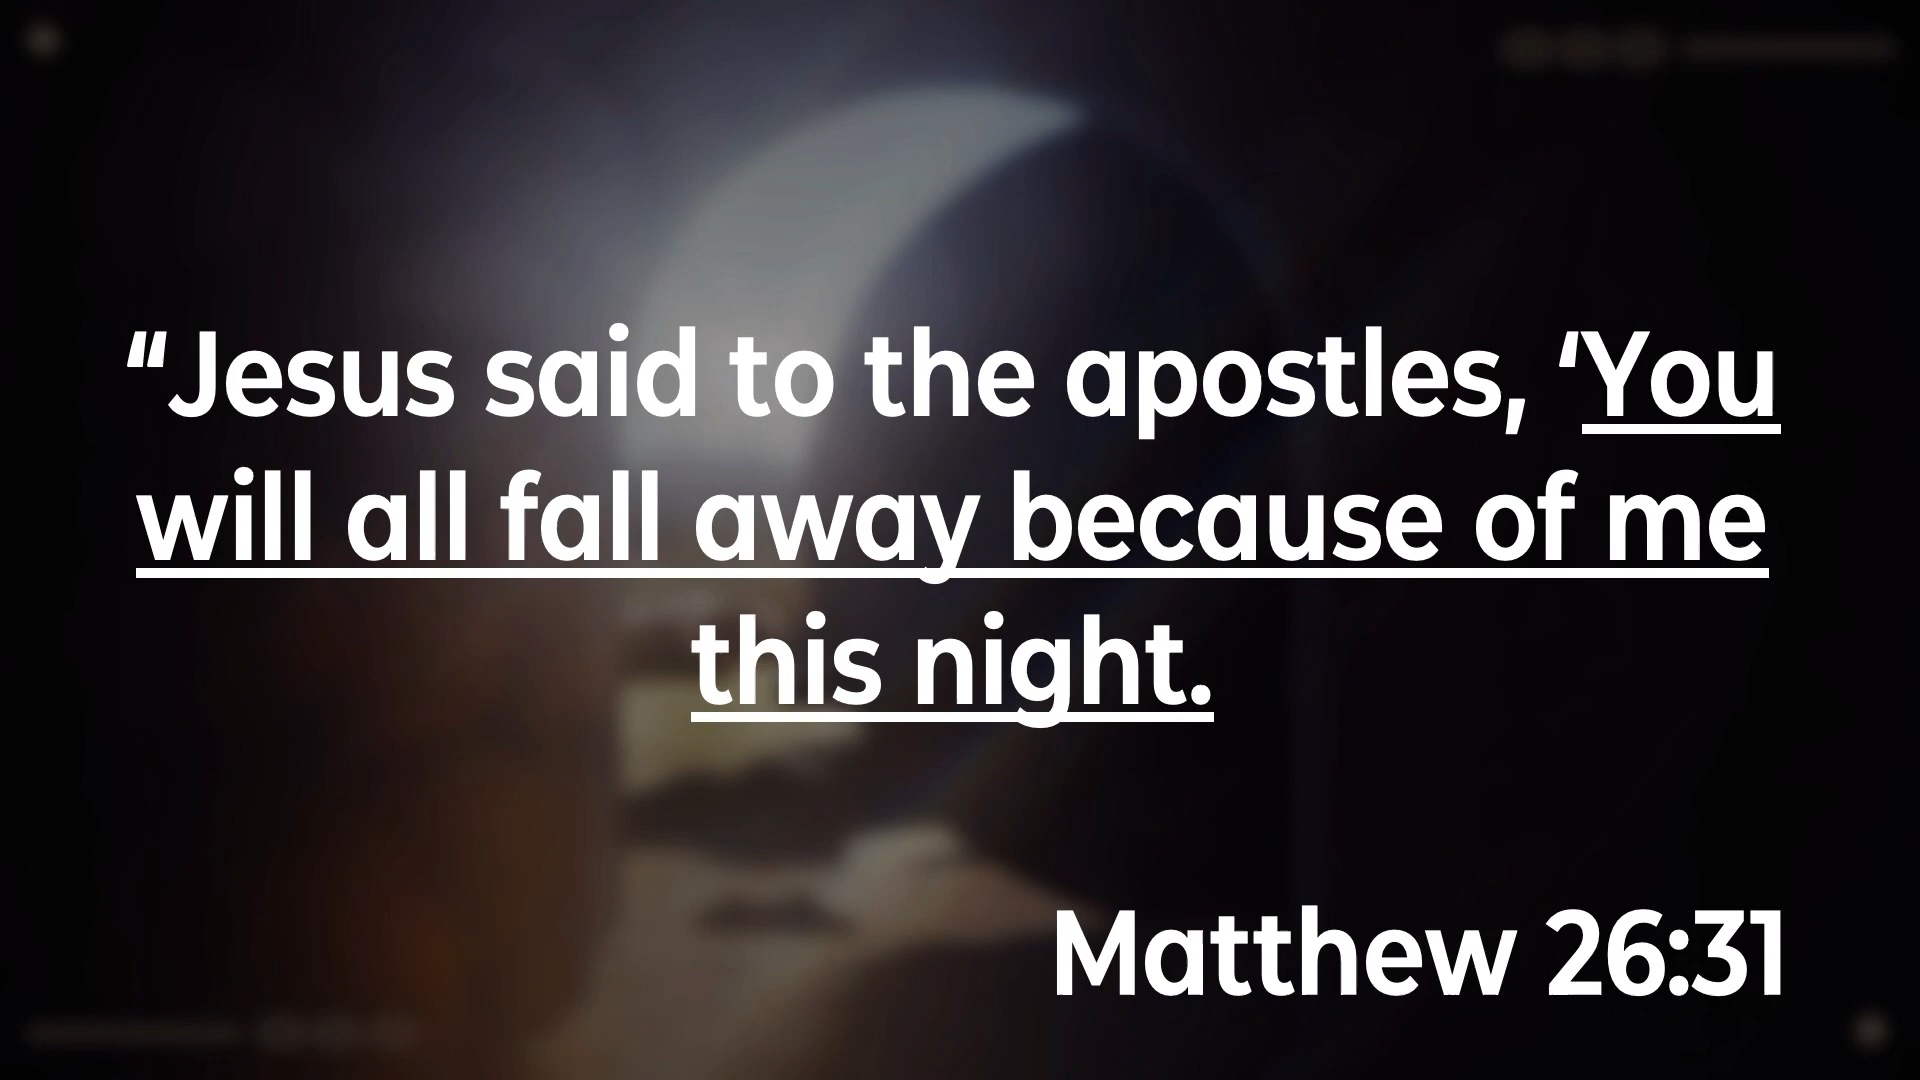 “Jesus said to the apostles, ‘You
will all fall away because of me
this night.
Matthew 26:31